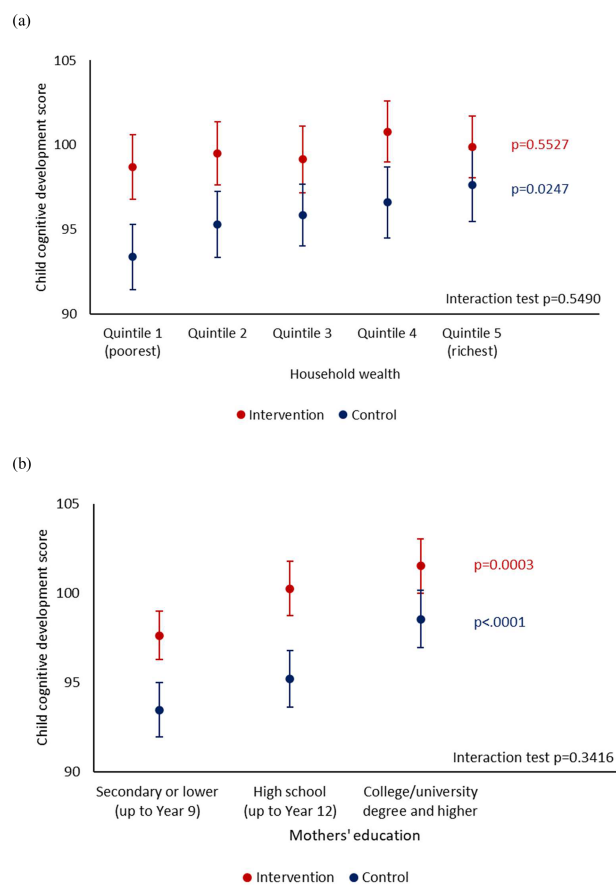 (a)
105
100
95
90
Child cognitive development score
p=0.5527
p=0.0247
Interaction test p=0.5490
Quintile 1
(poorest)
Quintile 2
Quintile 3
Quintile 4
Quintile 5
(richest)
Household wealth
Intervention
Control
(b)
105
100
95
90
Child cognitive development score
p=0.0003
p<.0001
Interaction test p=0.3416
Secondary or lower
(up to Year 9)
High school
(up to Year 12)
College/university
degree and higher
Mothers' education
Intervention
Control